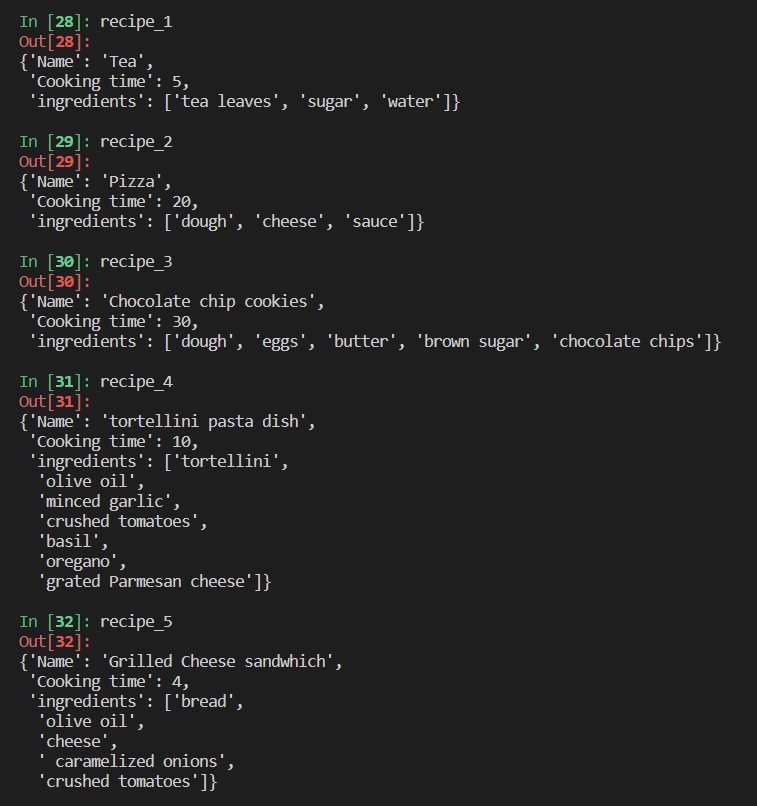 In [28]: recipe_1
Out[28]:
{'Name': 'Tea',
 'Cooking time': 5,
 'ingredients': ['tea leaves', 'sugar', 'water']}

In [29]: recipe_2
Out[29]:
{'Name': 'Pizza',
 'Cooking time': 20,
 'ingredients': ['dough', 'cheese', 'sauce']}

In [30]: recipe_3
Out[30]:
{'Name': 'Chocolate chip cookies',
 'Cooking time': 30,
 'ingredients': ['dough', 'eggs', 'butter', 'brown sugar', 'chocolate chips']}

In [31]: recipe_4
Out[31]:
{'Name': 'tortellini pasta dish',
 'Cooking time': 10,
 'ingredients': ['tortellini',
  'olive oil',
  'minced garlic',
  'crushed tomatoes',
  'basil',
  'oregano',
  'grated Parmesan cheese']}

In [32]: recipe_5
Out[32]:
{'Name': 'Grilled Cheese sandwhich',
 'Cooking time': 4,
 'ingredients': ['bread',
  'olive oil',
  'cheese',
  ' caramelized onions',
  'crushed tomatoes']}